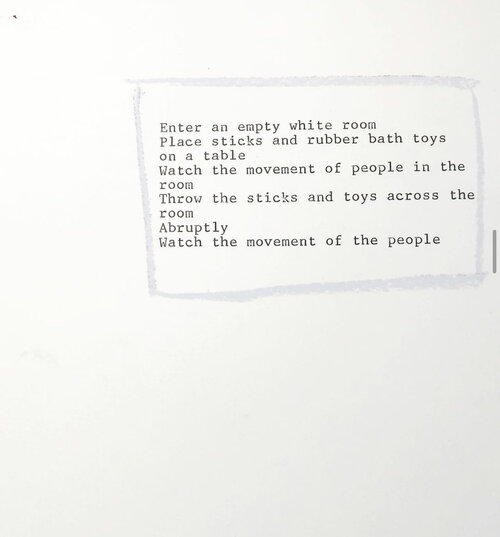 Enter an empty white room
Place sticks and rubber bath toys
on a table
Watch the movement of people in the
room
Throw the sticks and toys across the
room
Abruptly
Watch the movement of the people